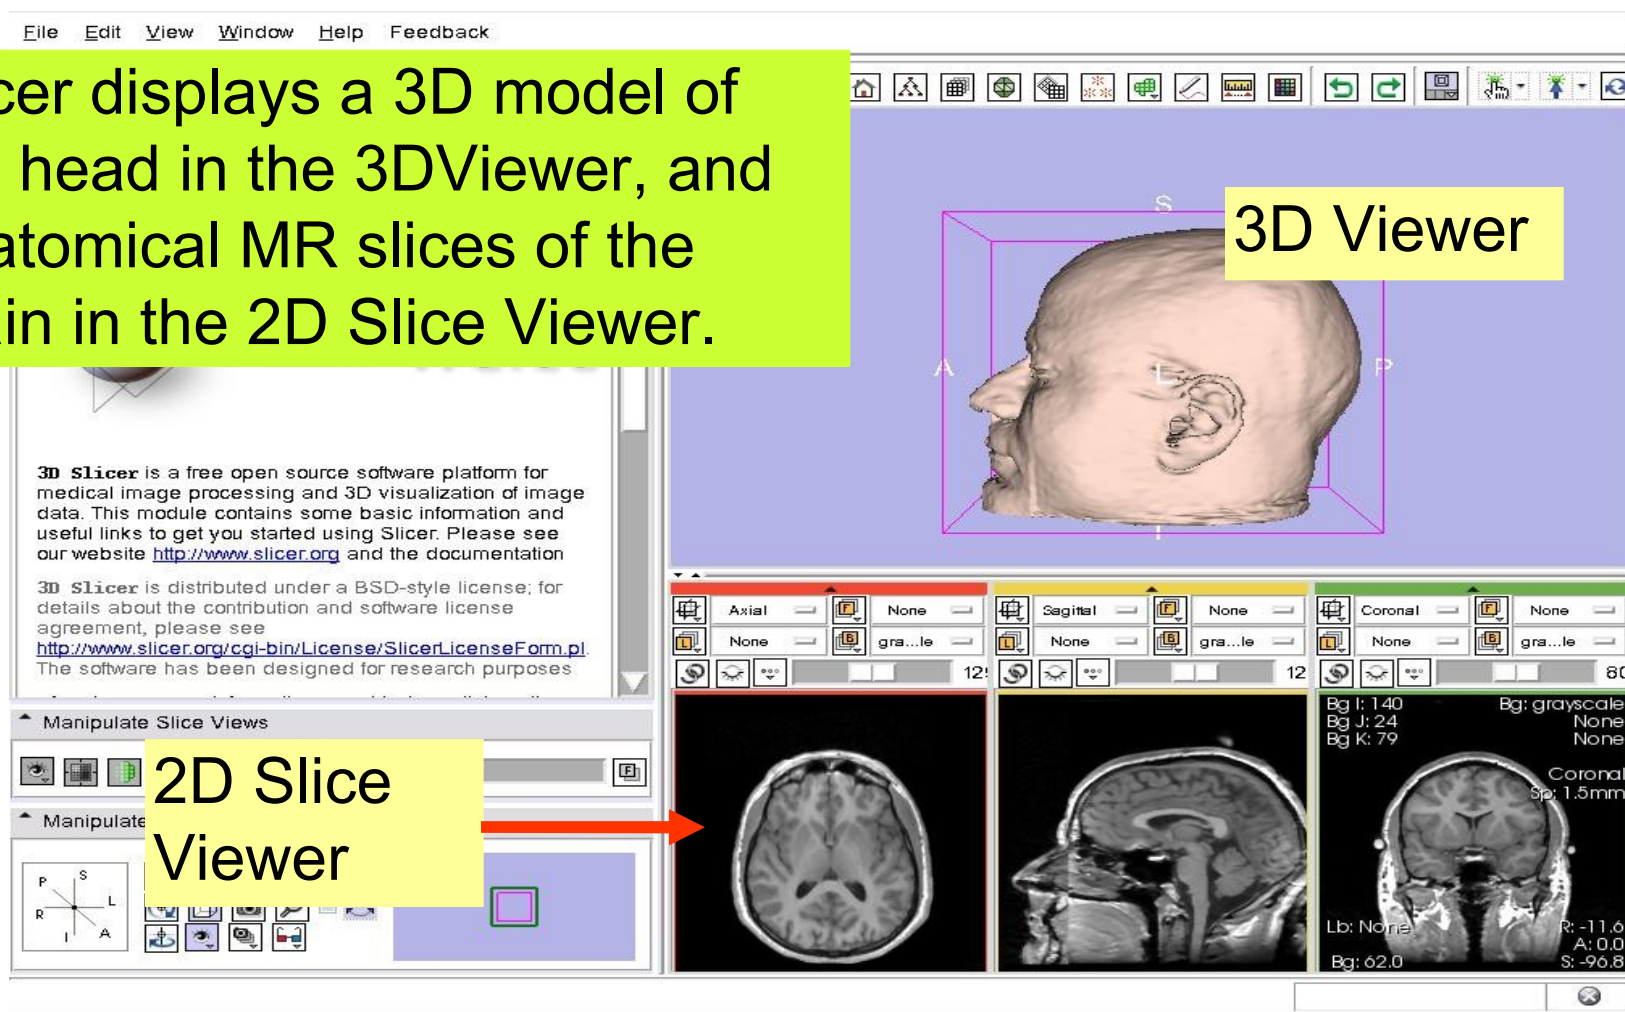 File Edit View Window Help Feedback
cer displays a 3D model of
head in the 3DViewer, and
atomical MR slices of the
in in the 2D Slice Viewer.
3D Viewer
S
A
L
P
I
3D Slicer is a free open source software platform for
medical image processing and 3D visualization of image
data. This module contains some basic information and
useful links to get you started using Slicer. Please see
our website http://www.slicer.org and the documentation
3D Slicer is distributed under a BSD-style license; for
details about the contribution and software license
agreement, please see
http://www.slicer.org/cgi-bin/License/SlicerLicenseForm.pl.
The software has been designed for research purposes
Manipulate Slice Views
F
2D Slice
Viewer
Manipulate
P S
R L
I A
Axial F None
L None B gra...le
12
Sagittal F None
L None B gra...le
12
Coronal F None
L None B gra...le
80
Bg I: 140 Bg: grayscale
Bg J: 24 None
Bg K: 79 None
Coronal
Sp: 1.5mm
Lb: None R: -11.6
A: 0.0
Bg: 62.0 S: -96.8